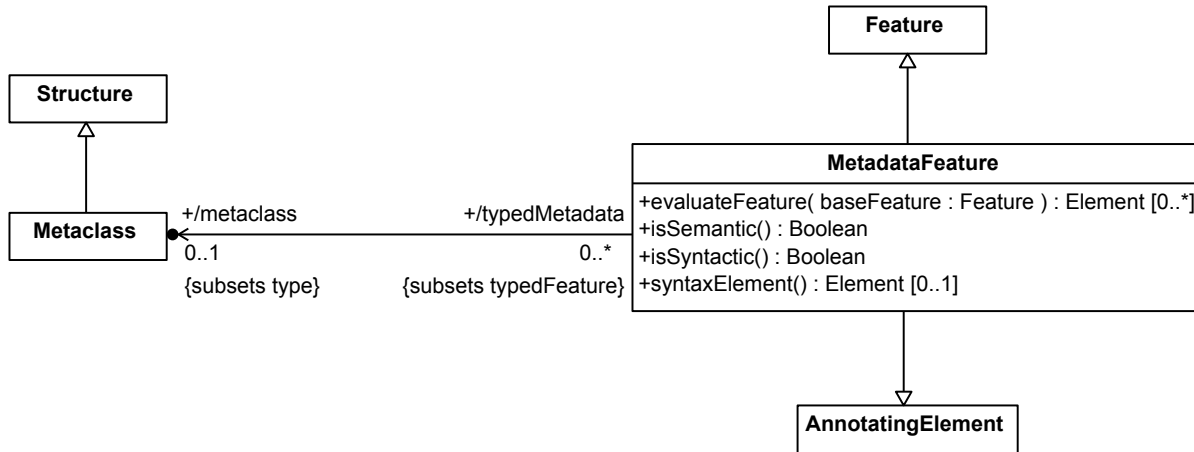 Feature
Structure
MetadataFeature
+evaluateFeature( baseFeature : Feature ) : Element [0..*]
+isSemantic() : Boolean
+isSyntactic() : Boolean
+syntaxElement() : Element [0..1]
+/metaclass
+/typedMetadata
Metaclass
0..1
0..*
{subsets type}
{subsets typedFeature}
AnnotatingElement